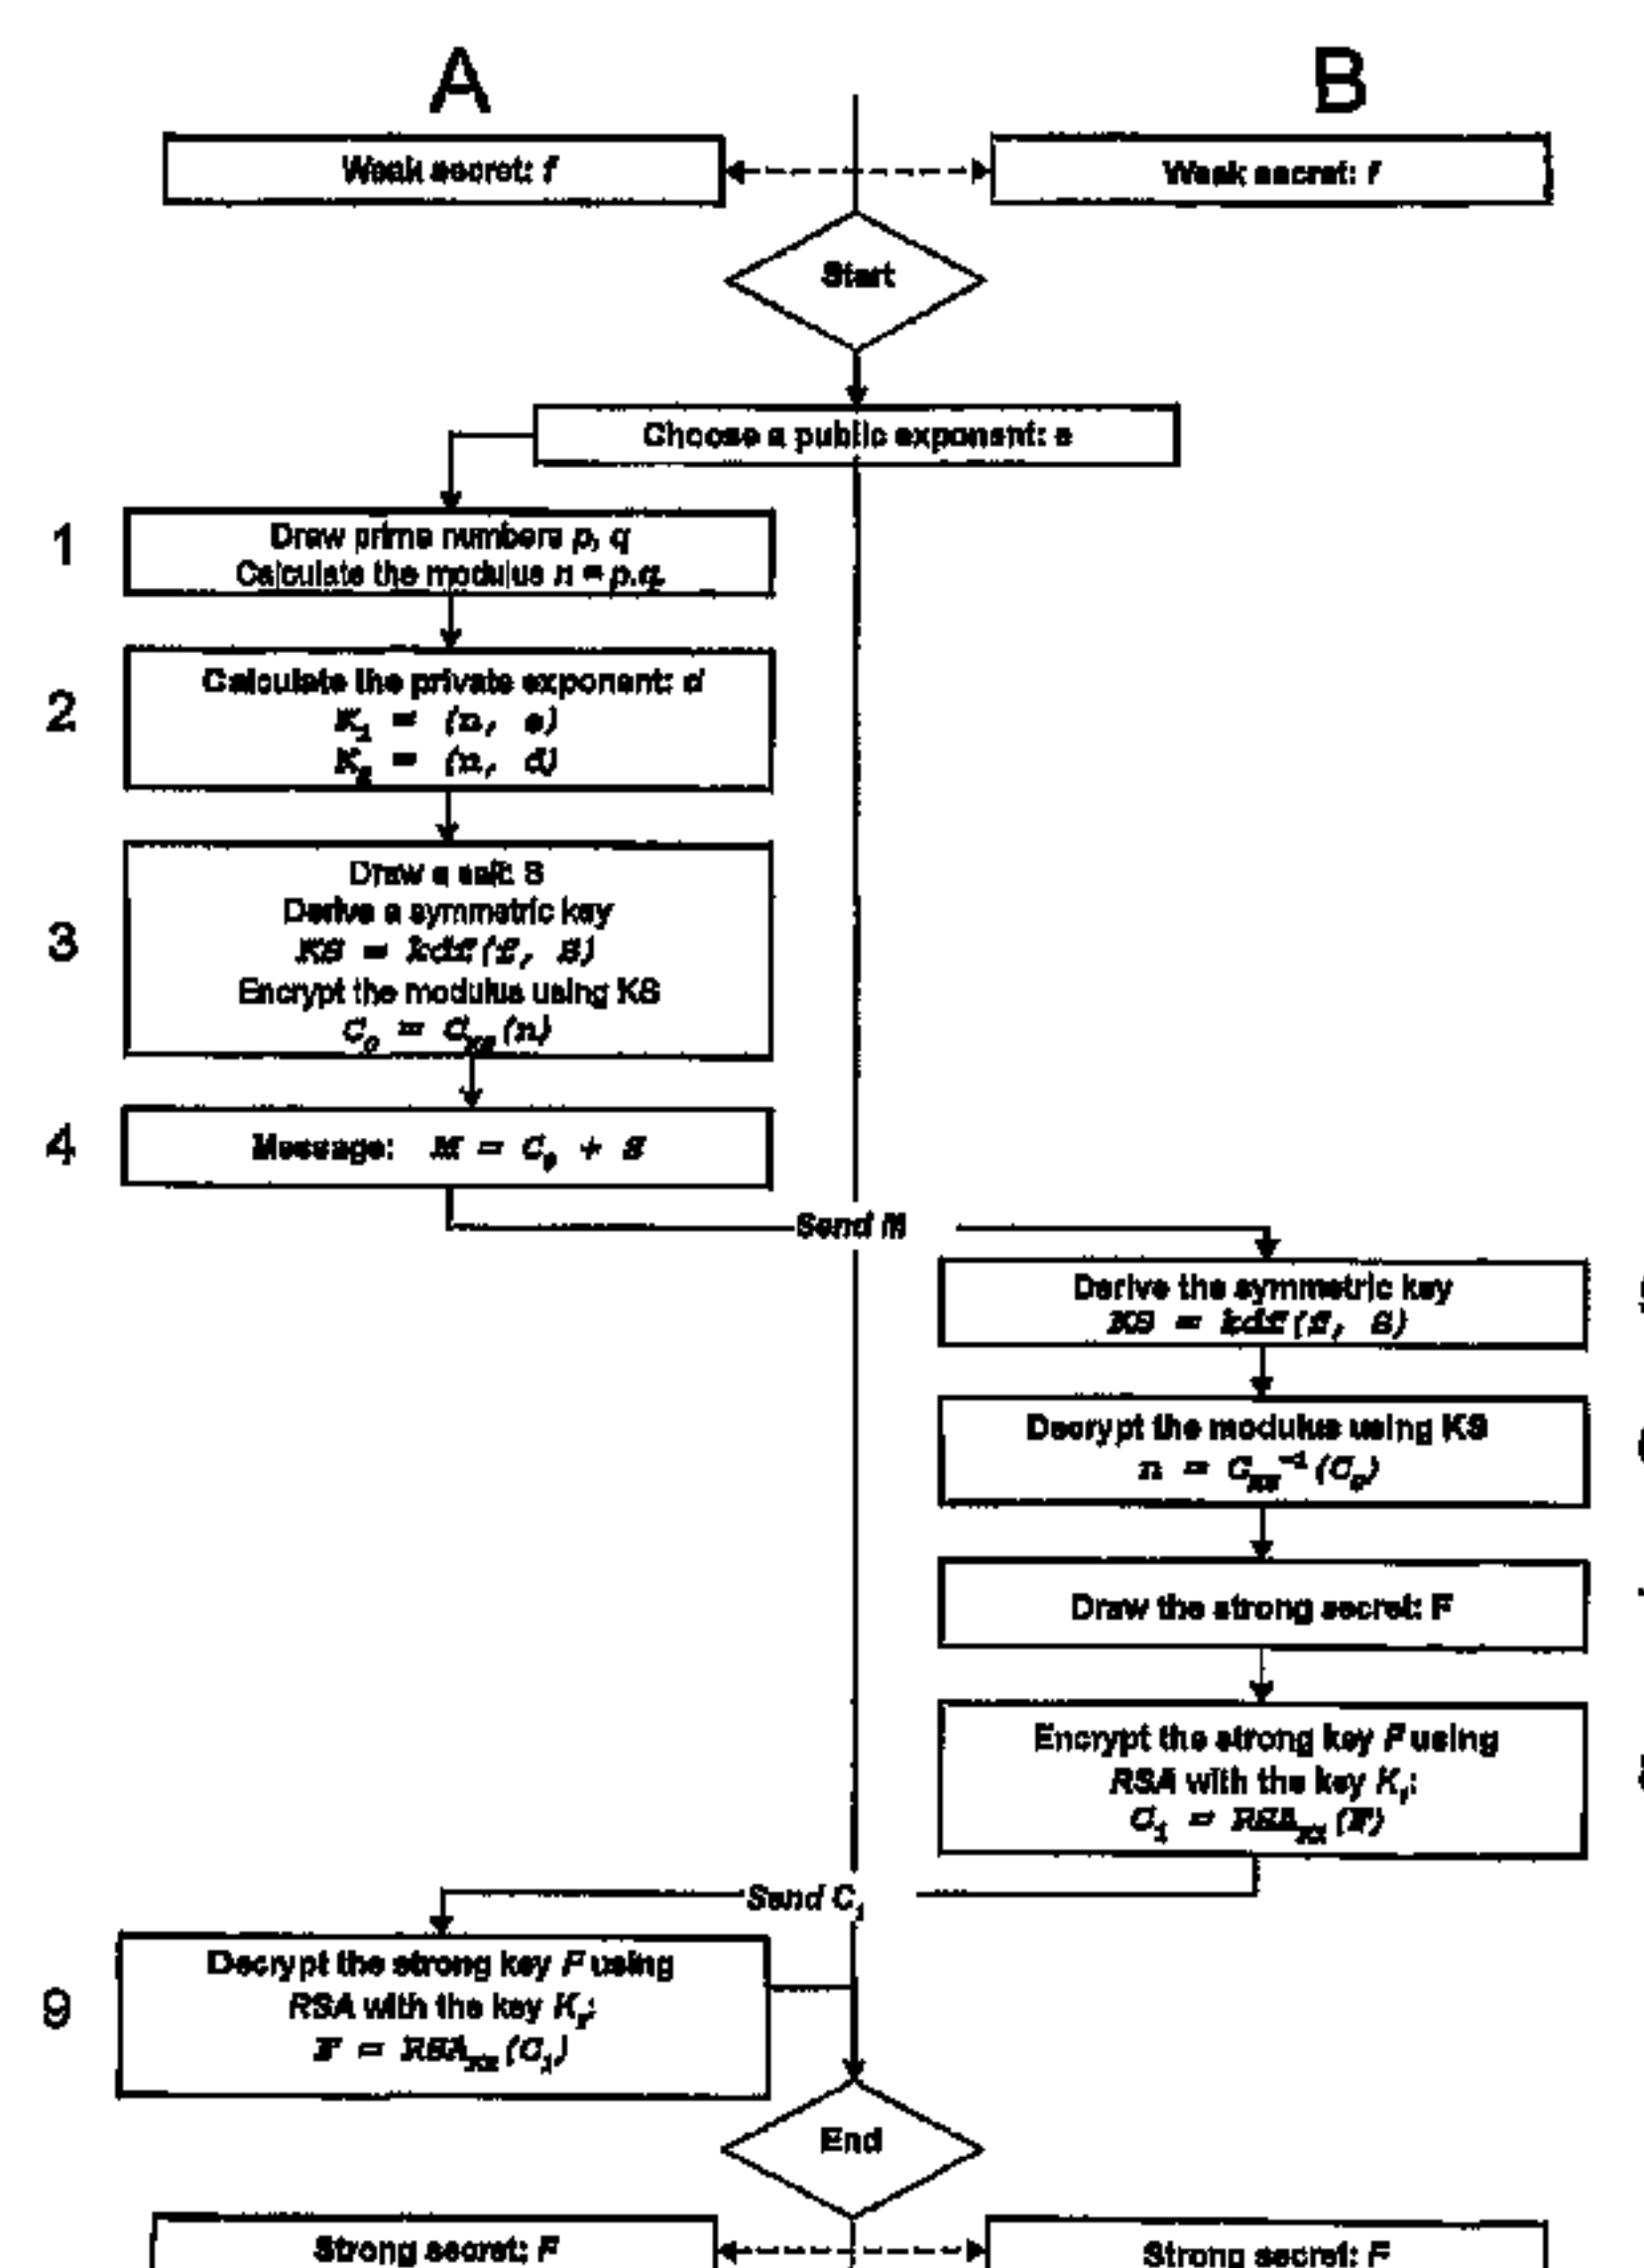 A
B
Weak secret: f
Weak secret: f
Start
Choose a public exponent: e
1
Draw prime numbers p, q
Calculate the modulus n = p.q.
2
Calculate the private exponent: d
K1 = (n, e)
K2 = (n, d)
3
Draw a salt: S
Derive a symmetric key
KS = kdf(f, S)
Encrypt the modulus using KS
C0 = CKS(n)
4
Message: M = C0 + S
Send M
Derive the symmetric key
KS = kdf(f, S)
Decrypt the modulus using KS
n = CKS⁻¹(C0)
Draw the strong secret: F
Encrypt the strong key F using
RSA with the key K1:
C1 = RSAK1(F)
Send C1
9
Decrypt the strong key F using
RSA with the key K2:
F = RSAK2(C1)
End
Strong secret: F
Strong secret: F